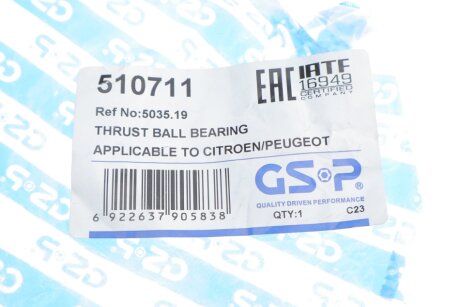 510711
Ref No:5035.19
THRUST BALL BEARING
APPLICABLE TO CITROEN/PEUGEOT
EAC
IATF
16949
CERTIFIED
COMPANY
GSP
QUALITY DRIVEN PERFORMANCE
QTY:1
C23
6 922637 905838